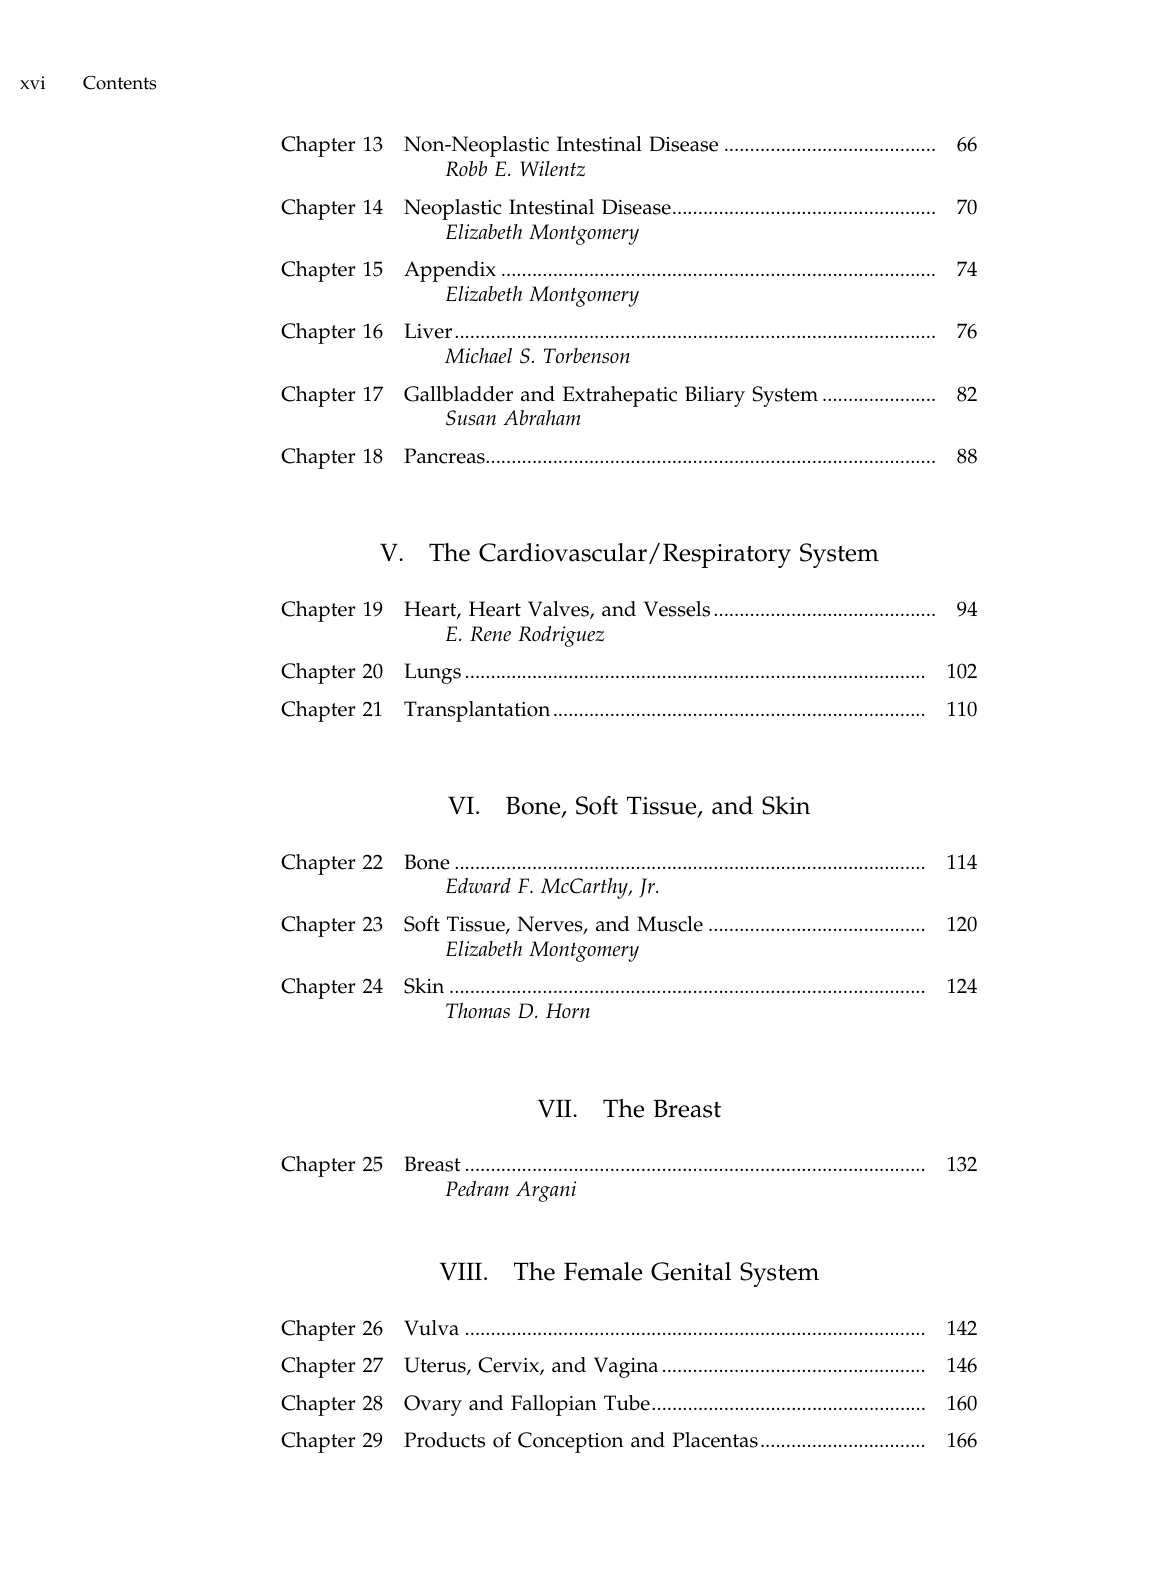 xvi Contents
Chapter 13 Non-Neoplastic Intestinal Disease ......................................... 66
Robb E. Wilentz
Chapter 14 Neoplastic Intestinal Disease................................................... 70
Elizabeth Montgomery
Chapter 15 Appendix .................................................................................... 74
Elizabeth Montgomery
Chapter 16 Liver............................................................................................. 76
Michael S. Torbenson
Chapter 17 Gallbladder and Extrahepatic Biliary System ...................... 82
Susan Abraham
Chapter 18 Pancreas....................................................................................... 88
V. The Cardiovascular/Respiratory System
Chapter 19 Heart, Heart Valves, and Vessels........................................... 94
E. Rene Rodriguez
Chapter 20 Lungs ......................................................................................... 102
Chapter 21 Transplantation........................................................................ 110
VI. Bone, Soft Tissue, and Skin
Chapter 22 Bone ........................................................................................... 114
Edward F. McCarthy, Jr.
Chapter 23 Soft Tissue, Nerves, and Muscle .......................................... 120
Elizabeth Montgomery
Chapter 24 Skin ............................................................................................ 124
Thomas D. Horn
VII. The Breast
Chapter 25 Breast ......................................................................................... 132
Pedram Argani
VIII. The Female Genital System
Chapter 26 Vulva ......................................................................................... 142
Chapter 27 Uterus, Cervix, and Vagina ................................................... 146
Chapter 28 Ovary and Fallopian Tube..................................................... 160
Chapter 29 Products of Conception and Placentas................................ 166